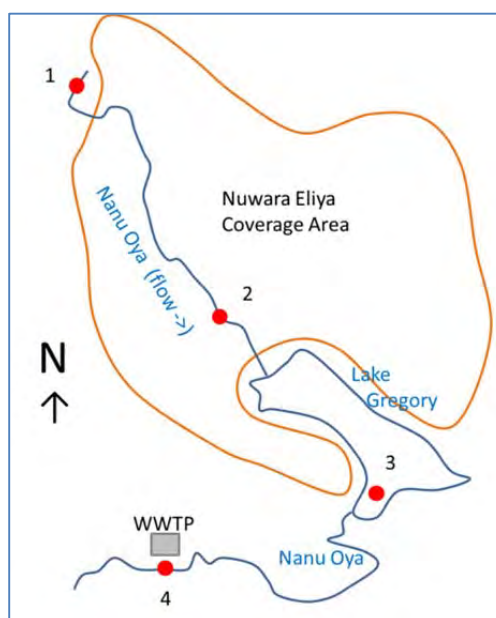 1
Nuwara Eliya
Coverage Area
Nanu Oya (flow ->)
2
N
Lake
Gregory
3
WWTP
Nanu Oya
4